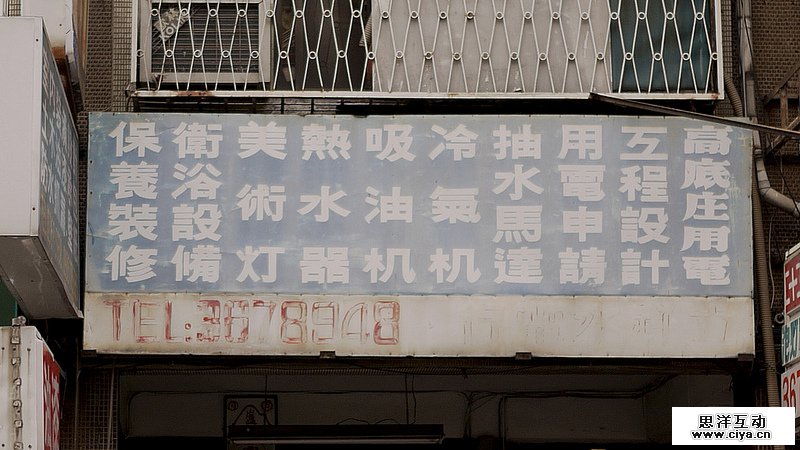 高底庄用電
工程設計
用電申請
抽水馬達
冷氣机
吸油机
熱水器
美術灯
衛浴設備
保養裝修
TEL:3678948
思洋互动
www.ciya.cn